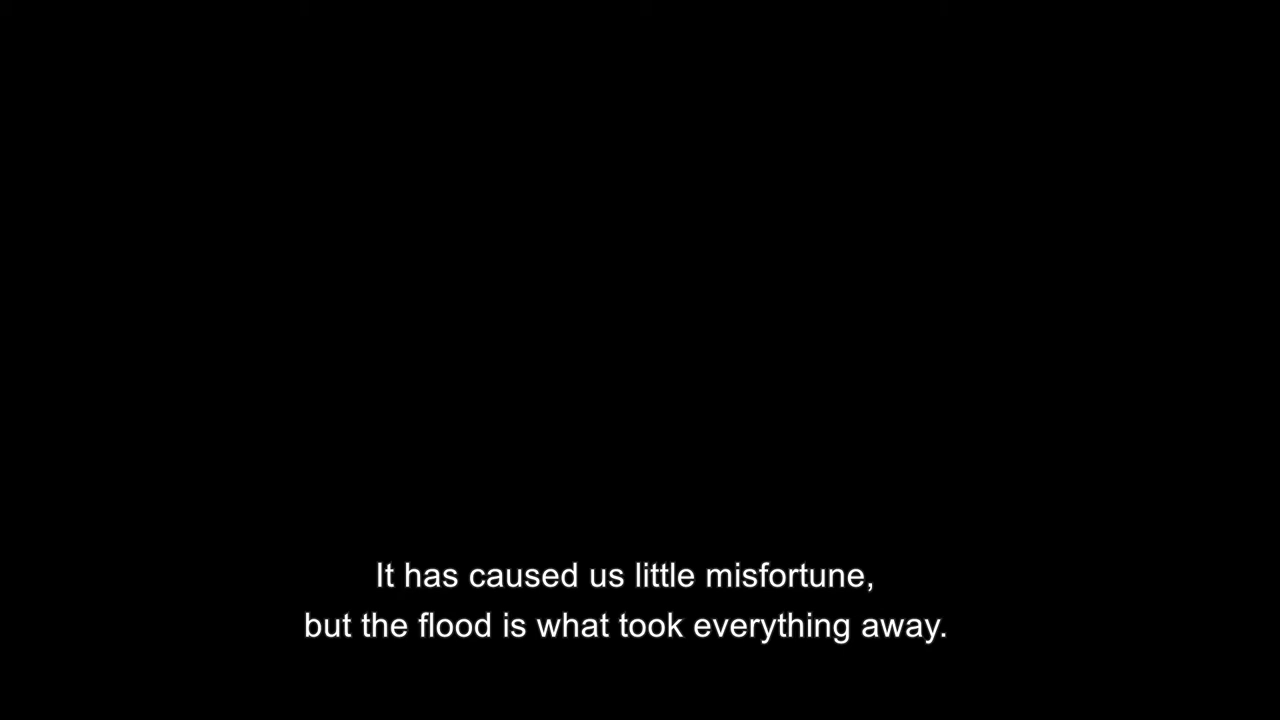 It has caused us little misfortune,
but the flood is what took everything away.